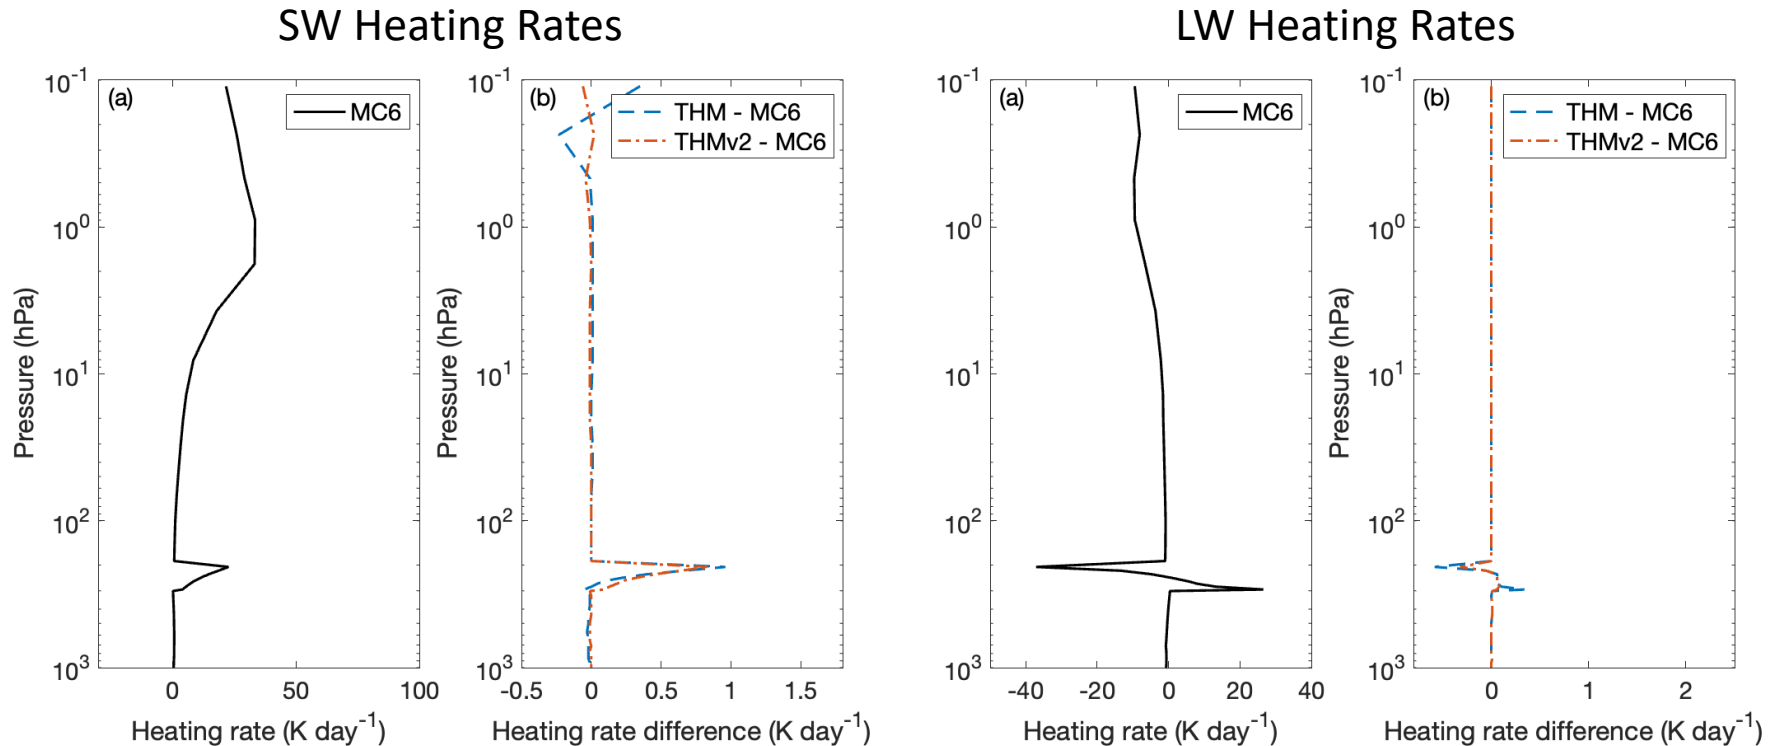 SW Heating Rates
LW Heating Rates
(a)
MC6
10⁻¹
10⁰
10¹
10²
10³
Pressure (hPa)
0 50 100
Heating rate (K day⁻¹)
(b)
THM - MC6
THMv2 - MC6
10⁻¹
10⁰
10¹
10²
10³
Pressure (hPa)
-0.5 0 0.5 1 1.5
Heating rate difference (K day⁻¹)
(a)
MC6
10⁻¹
10⁰
10¹
10²
10³
-40 -20 0 20 40
Heating rate (K day⁻¹)
(b)
THM - MC6
THMv2 - MC6
10⁻¹
10⁰
10¹
10²
10³
Pressure (hPa)
0 1 2
Heating rate difference (K day⁻¹)